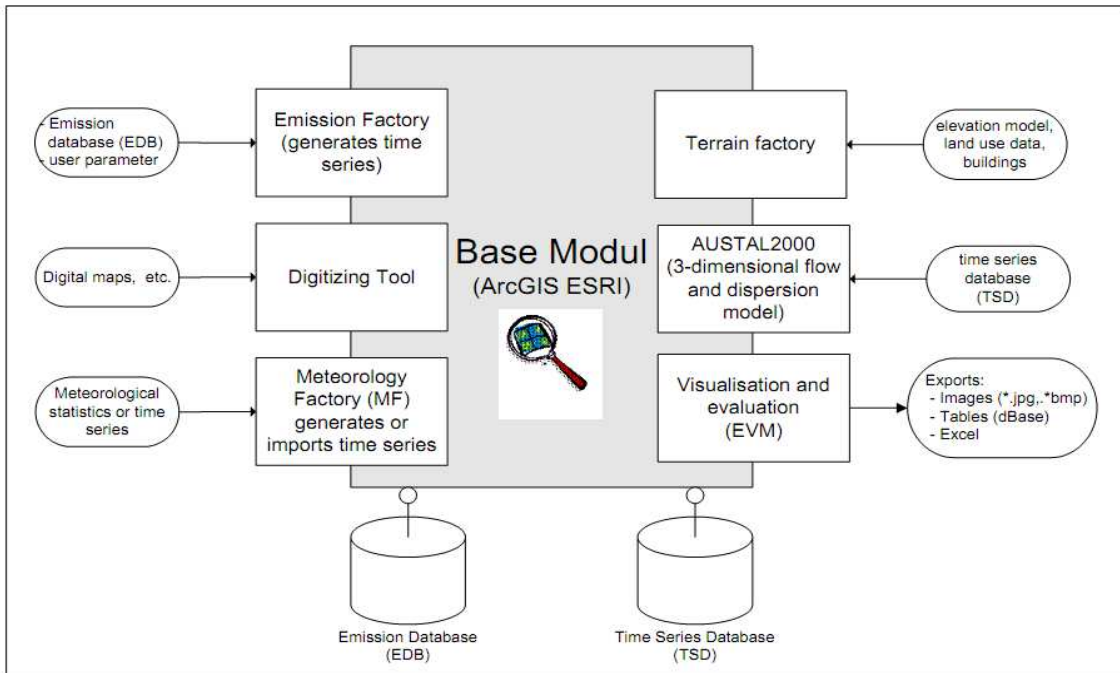 - Emission
database (EDB)
- user parameter
Emission Factory
(generates time
series)
Digital maps, etc.
Digitizing Tool
Meteorological
statistics or time
series
Meteorology
Factory (MF)
generates or
imports time series
Base Modul
(ArcGIS ESRI)
Terrain factory
elevation model,
land use data,
buildings
AUSTAL2000
(3-dimensional flow
and dispersion
model)
time series
database
(TSD)
Visualisation and
evaluation
(EVM)
Exports:
- Images (*.jpg,.*bmp)
- Tables (dBase)
- Excel
Emission Database
(EDB)
Time Series Database
(TSD)